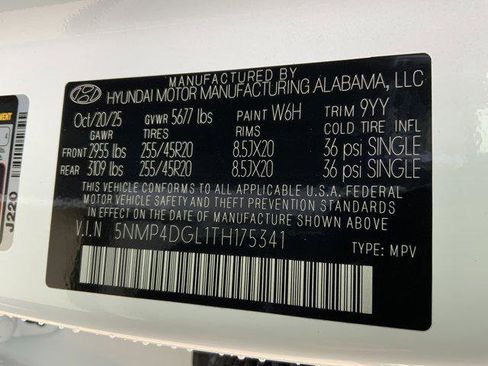 MANUFACTURED BY
HYUNDAI MOTOR MANUFACTURING ALABAMA, LLC
Oct/20/25 GVWR 5677 lbs PAINT W6H TRIM 9YY
GAWR TIRES RIMS COLD TIRE INFL
FRONT 2955 lbs 255/45R20 8.5JX20 36 psi SINGLE
REAR 3109 lbs 255/45R20 8.5JX20 36 psi SINGLE
THIS VEHICLE CONFORMS TO ALL APPLICABLE U.S.A. FEDERAL
MOTOR VEHICLE SAFETY AND THEFT PREVENTION STANDARDS
IN EFFECT ON THE DATE OF MANUFACTURE SHOWN ABOVE.
V.I.N 5NMP4DGL1TH175341
TYPE: MPV
J220